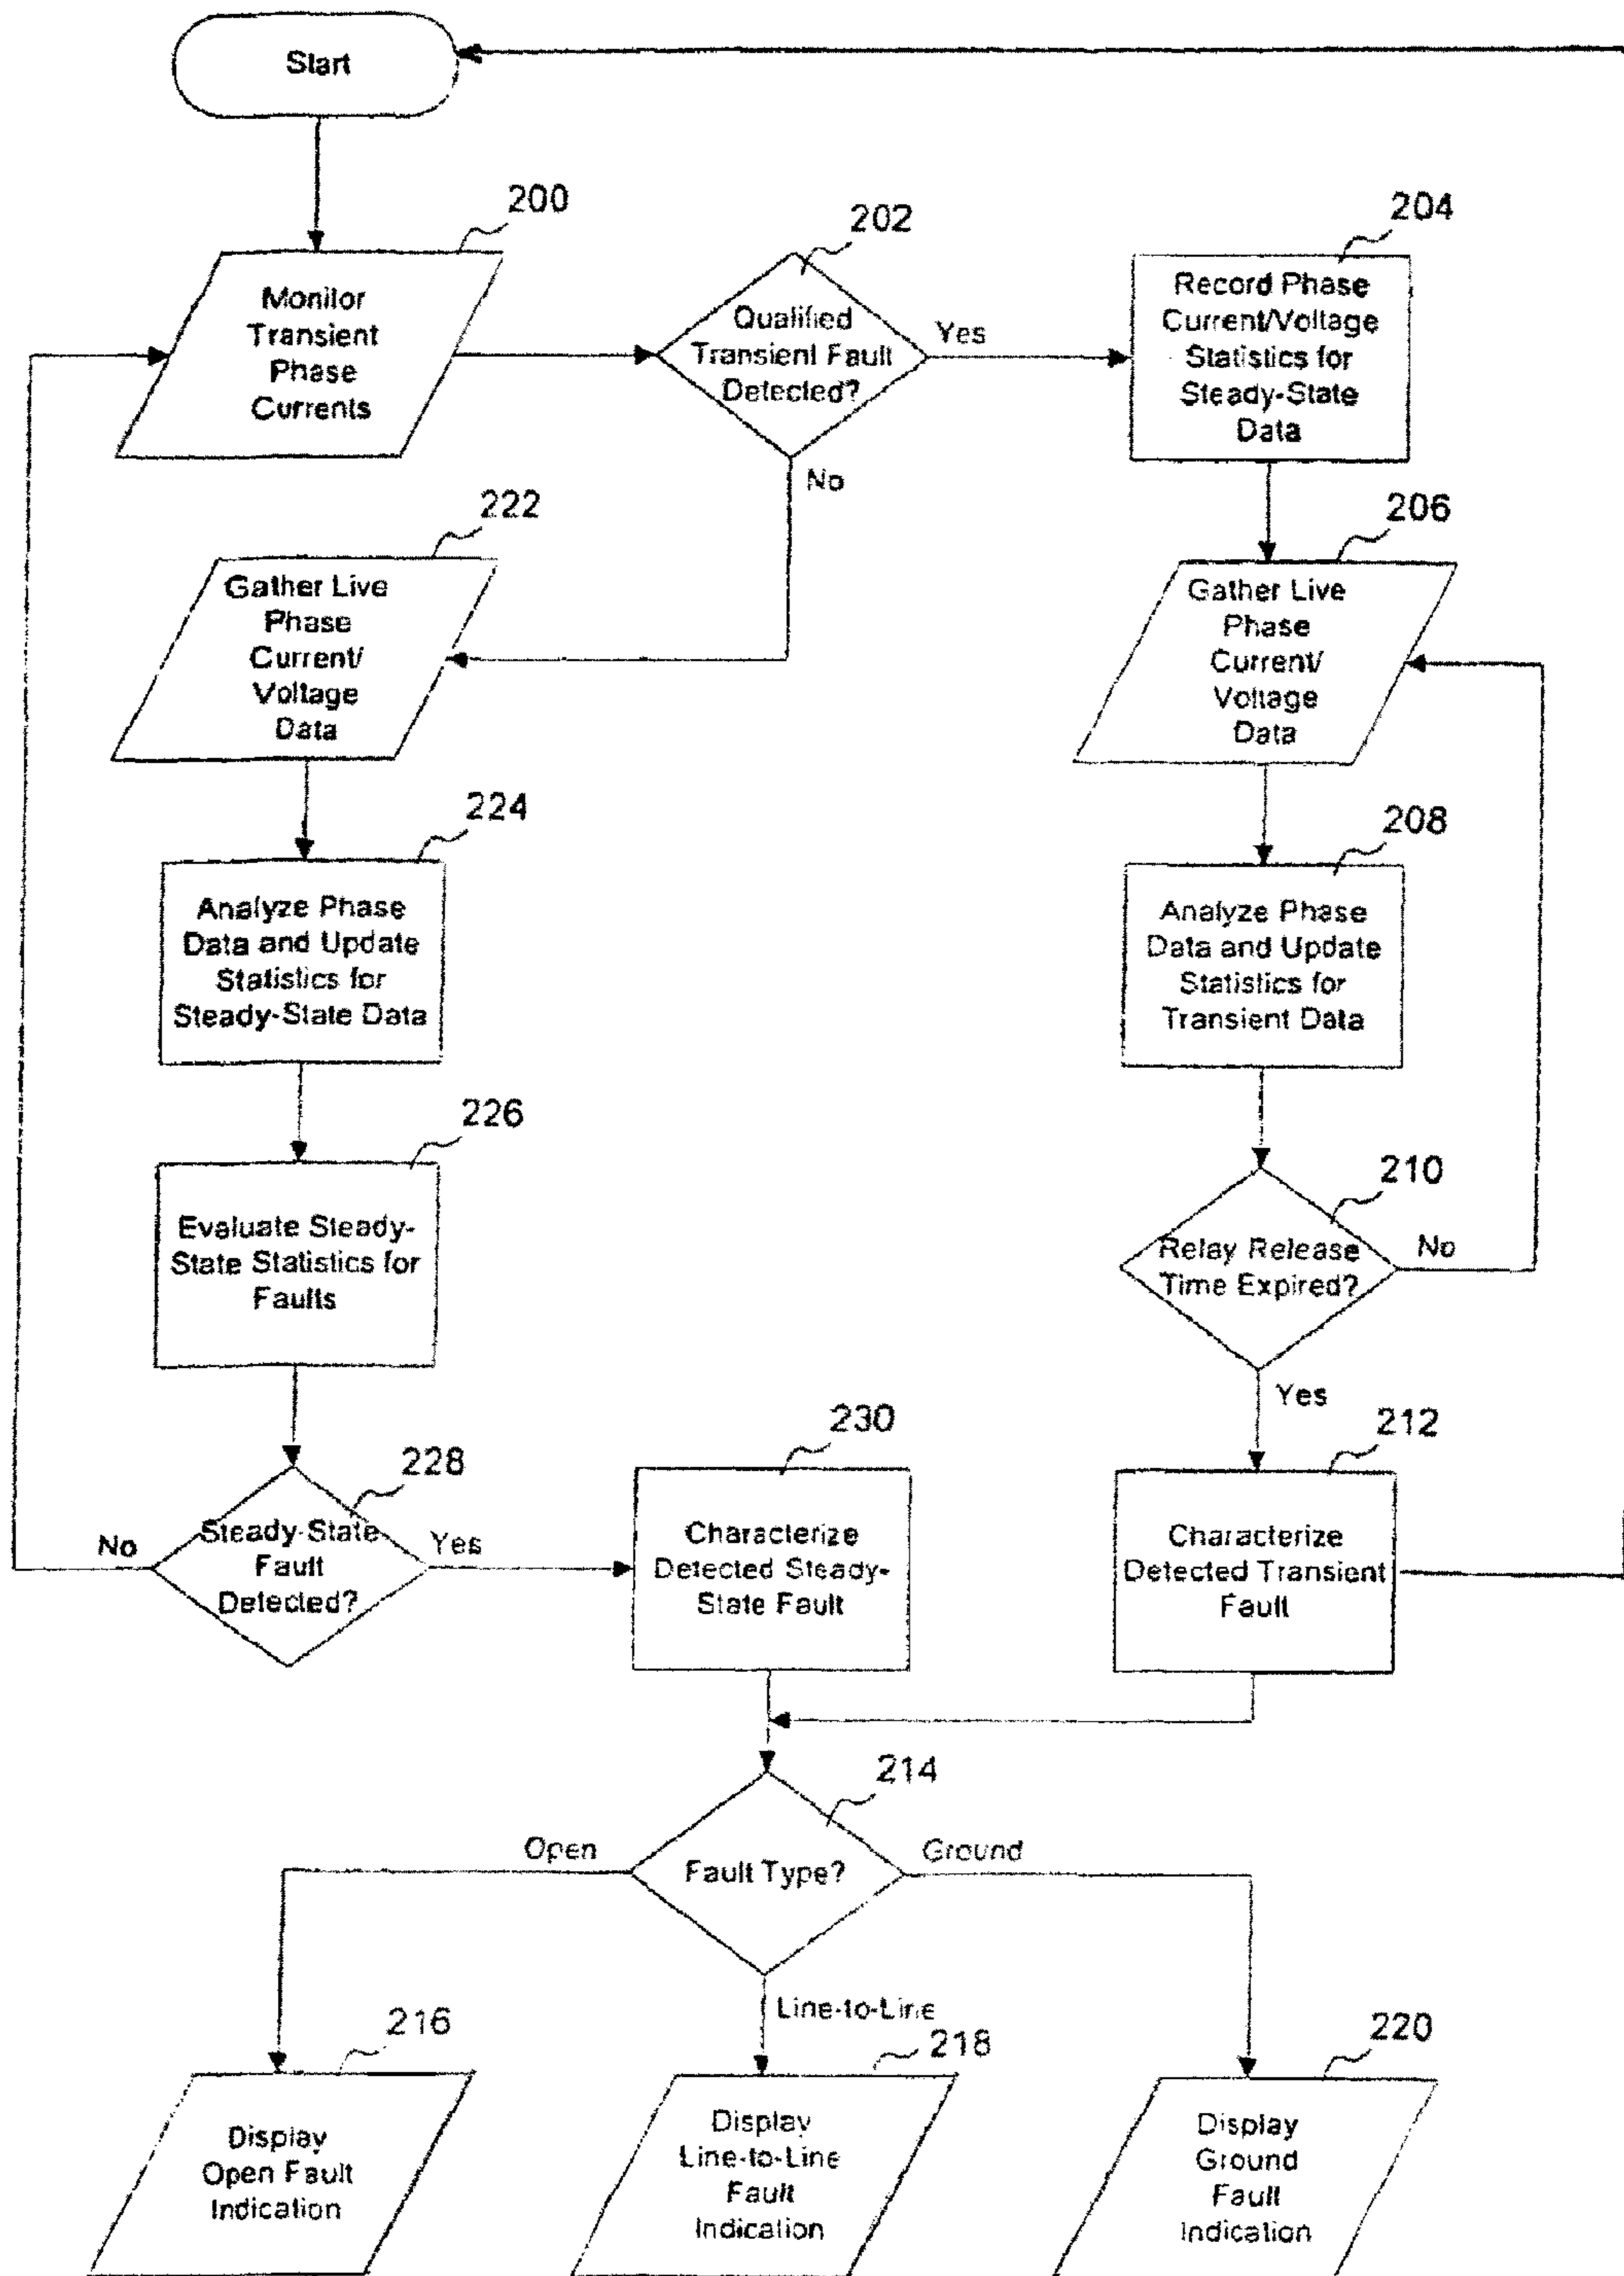 Start
200
Monitor
Transient
Phase
Currents
202
Qualified
Transient Fault
Detected?
Yes
No
204
Record Phase
Current/Voltage
Statistics for
Steady-State
Data
222
Gather Live
Phase
Current/
Voltage
Data
206
Gather Live
Phase
Current/
Voltage
Data
224
Analyze Phase
Data and Update
Statistics for
Steady-State Data
208
Analyze Phase
Data and Update
Statistics for
Transient Data
226
Evaluate Steady-
State Statistics for
Faults
210
Relay Release
Time Expired?
No
Yes
228
Steady-State
Fault
Detected?
No
Yes
230
Characterize
Detected Steady-
State Fault
212
Characterize
Detected Transient
Fault
214
Fault Type?
Open
Ground
Line-to-Line
216
Display
Open Fault
Indication
218
Display
Line-to-Line
Fault
Indication
220
Display
Ground
Fault
Indication